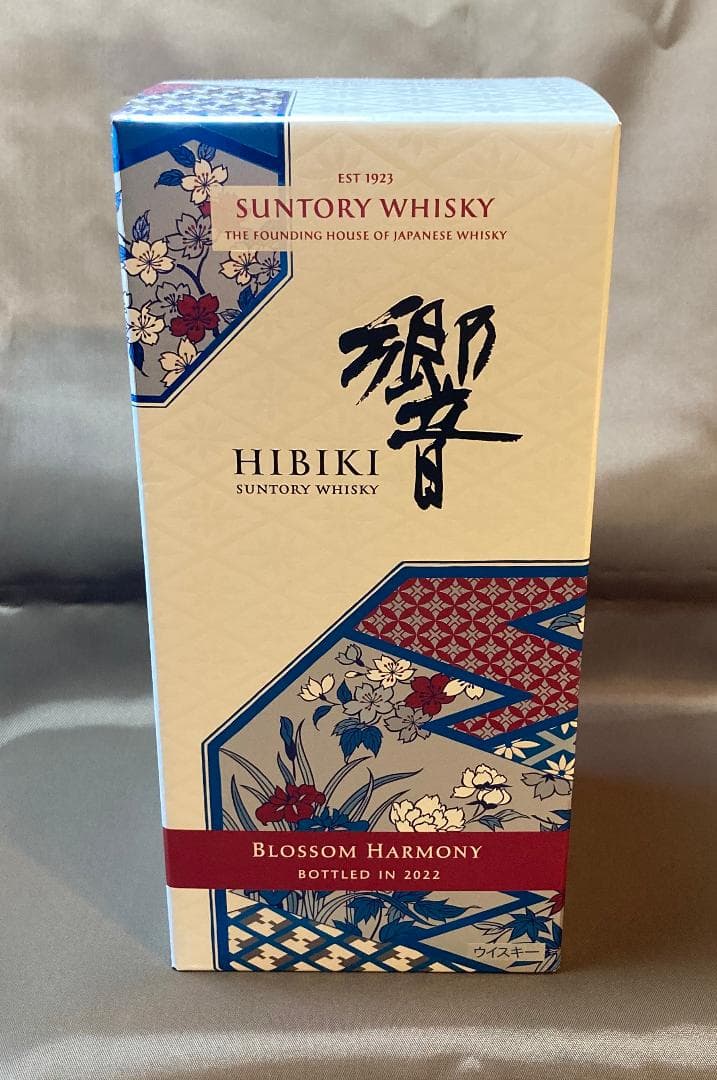 EST 1923
SUNTORY WHISKY
THE FOUNDING HOUSE OF JAPANESE WHISKY
響
HIBIKI
SUNTORY WHISKY
BLOSSOM HARMONY
BOTTLED IN 2022
ウイスキー